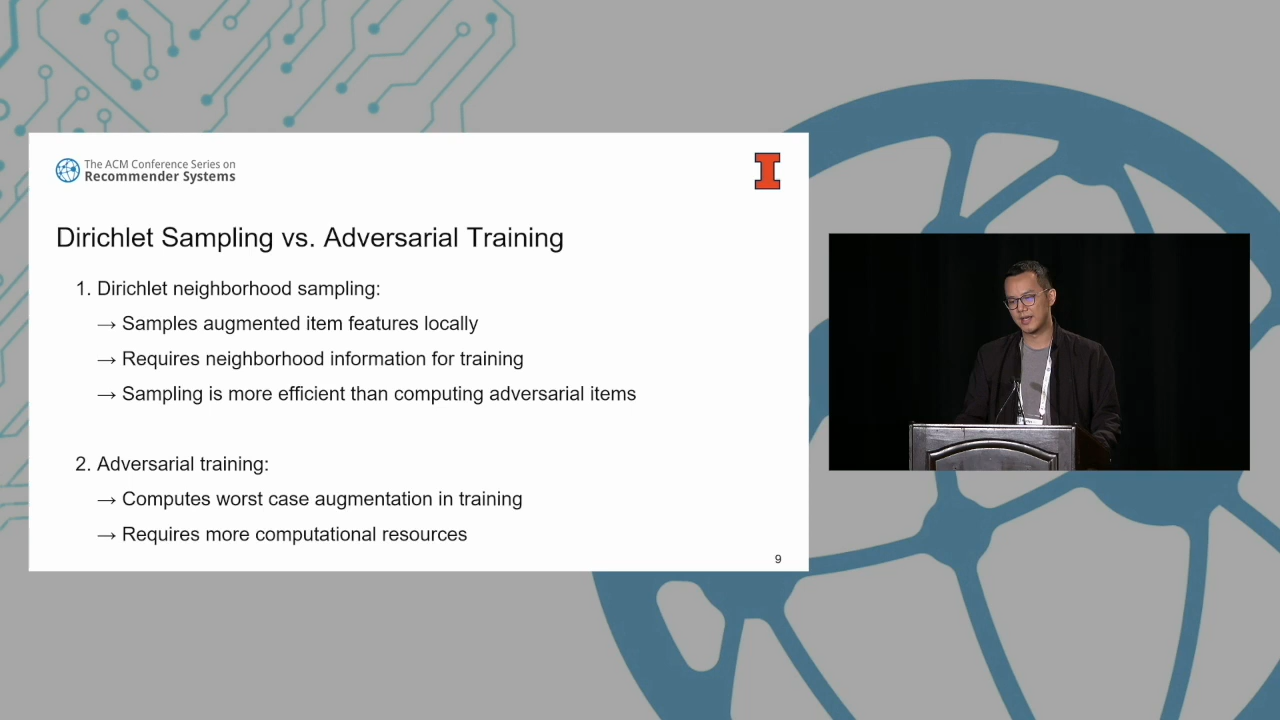 The ACM Conference Series on
Recommender Systems
Dirichlet Sampling vs. Adversarial Training
1. Dirichlet neighborhood sampling:
→ Samples augmented item features locally
→ Requires neighborhood information for training
→ Sampling is more efficient than computing adversarial items
2. Adversarial training:
→ Computes worst case augmentation in training
→ Requires more computational resources
9